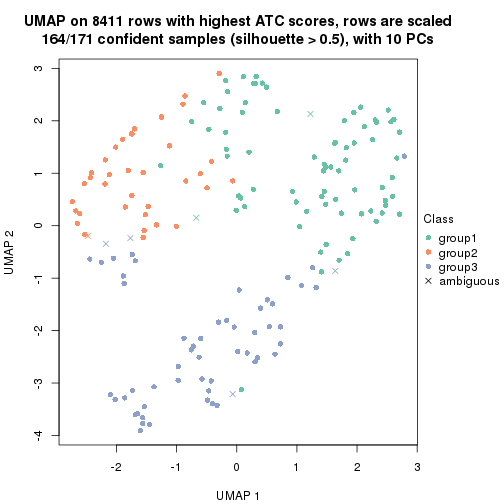 UMAP on 8411 rows with highest ATC scores, rows are scaled
164/171 confident samples (silhouette > 0.5), with 10 PCs
3
2
1
0
-1
-2
-3
-4
UMAP 2
-2
-1
0
1
2
3
UMAP 1
Class
group1
group2
group3
ambiguous